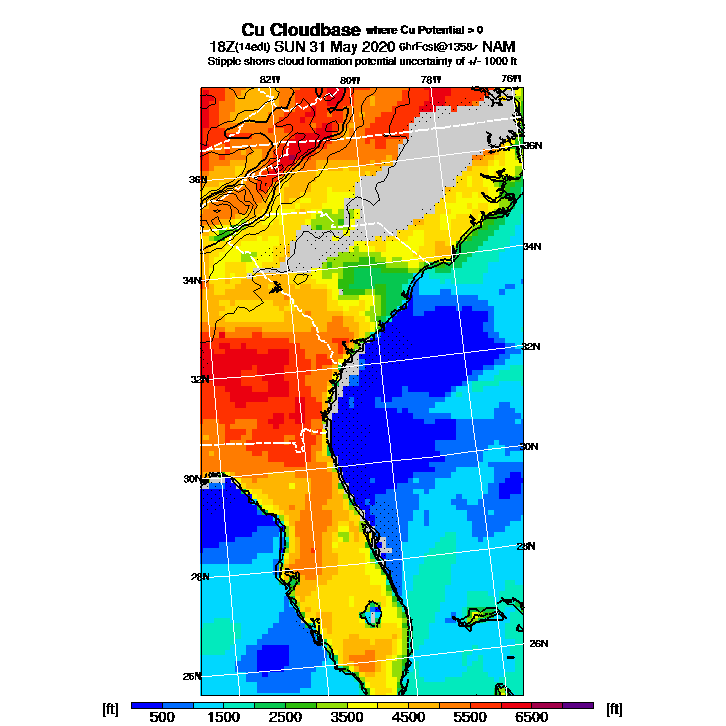 Cu Cloudbase where Cu Potential > 0
18Z(14edt) SUN 31 May 2020 6hrFcst@1358z NAM
Stipple shows cloud formation potential uncertainty of +/- 1000 ft
82W 80W 78W 76W
36N
36N
34N
34N
32N
32N
30N
30N
28N
28N
26N
26N
[ft] [ft]
500 1500 2500 3500 4500 5500 6500